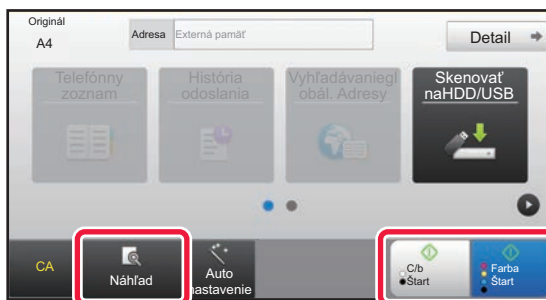 Originál
A4
Adresa
Externá pamäť
Detail
Telefónny
zoznam
História
odoslania
Vyhľadávaniegl
obál. Adresy
Skenovať
naHDD/USB
CA
Náhľad
Auto
nastavenie
C/b
Štart
Farba
Štart